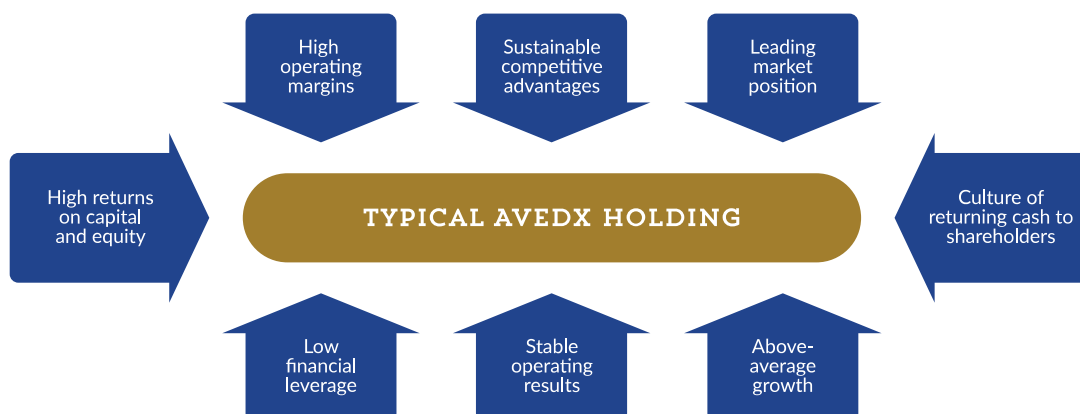 High
operating
margins
Sustainable
competitive
advantages
Leading
market
position
High returns
on capital
and equity
TYPICAL AVEDX HOLDING
Culture of
returning cash to
shareholders
Low
financial
leverage
Stable
operating
results
Above-
average
growth